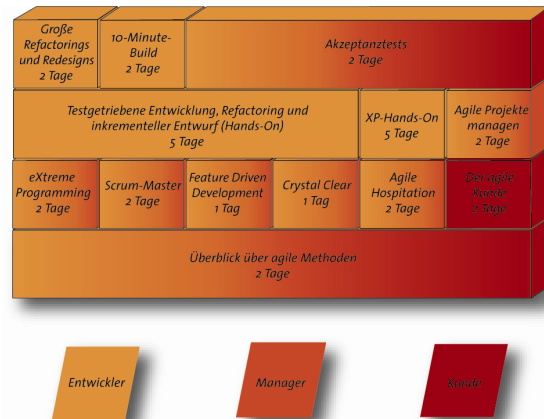 Große
Refactorings
und Redesigns
2 Tage
10-Minute-
Build
2 Tage
Akzeptanztests
2 Tage
Testgetriebene Entwicklung, Refactoring und
inkrementeller Entwurf (Hands-On)
5 Tage
XP-Hands-On
5 Tage
Agile Projekte
managen
2 Tage
eXtreme
Programming
2 Tage
Scrum-Master
2 Tage
Feature Driven
Development
1 Tag
Crystal Clear
1 Tag
Agile
Hospitation
2 Tage
Der agile
Kunde
2 Tage
Überblick über agile Methoden
2 Tage
Entwickler
Manager
Kunde